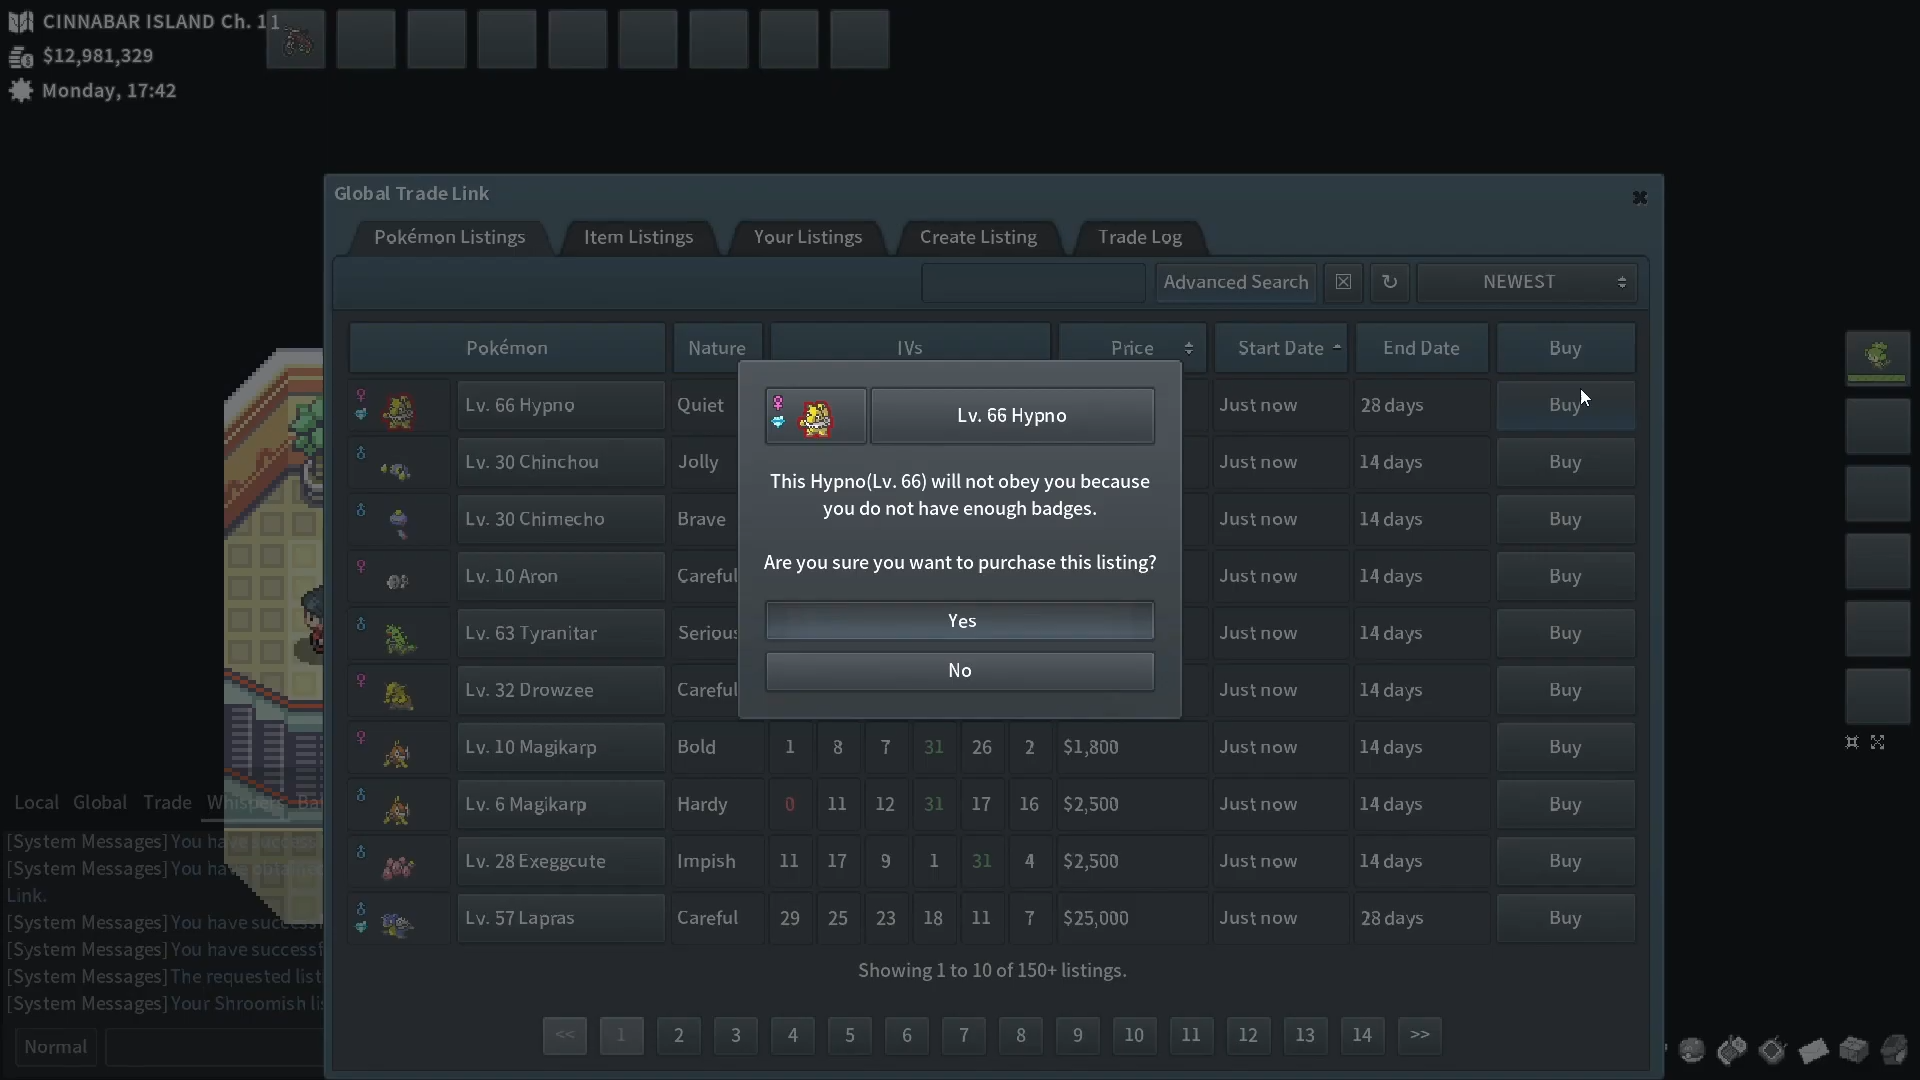 CINNABAR ISLAND Ch. 11
$12,981,329
Monday, 17:42
Global Trade Link
Pokémon Listings
Item Listings
Your Listings
Create Listing
Trade Log
Advanced Search
NEWEST
Pokémon
Nature
IVs
Price
Start Date
End Date
Buy
Lv. 66 Hypno
Quiet
Just now
28 days
Buy
Lv. 30 Chinchou
Jolly
Just now
14 days
Buy
Lv. 30 Chimecho
Brave
Just now
14 days
Buy
Lv. 10 Aron
Careful
Just now
14 days
Buy
Lv. 63 Tyranitar
Serious
Just now
14 days
Buy
Lv. 32 Drowzee
Careful
Just now
14 days
Buy
Lv. 10 Magikarp
Bold
1 8 7 31 26 2
$1,800
Just now
14 days
Buy
Lv. 6 Magikarp
Hardy
0 11 12 31 17 16
$2,500
Just now
14 days
Buy
Lv. 28 Exeggcute
Impish
11 17 9 1 31 4
$2,500
Just now
14 days
Buy
Lv. 57 Lapras
Careful
29 25 23 18 11 7
$25,000
Just now
28 days
Buy
Showing 1 to 10 of 150+ listings.
<< 1 2 3 4 5 6 7 8 9 10 11 12 13 14 >>
Lv. 66 Hypno
This Hypno(Lv. 66) will not obey you because
you do not have enough badges.
Are you sure you want to purchase this listing?
Yes
No
Local Global Trade Whispers
[System Messages] You have success
[System Messages] You have obtained
Link.
[System Messages] You have success
[System Messages] You have success
[System Messages] The requested list
[System Messages] Your Shroomish li
Normal